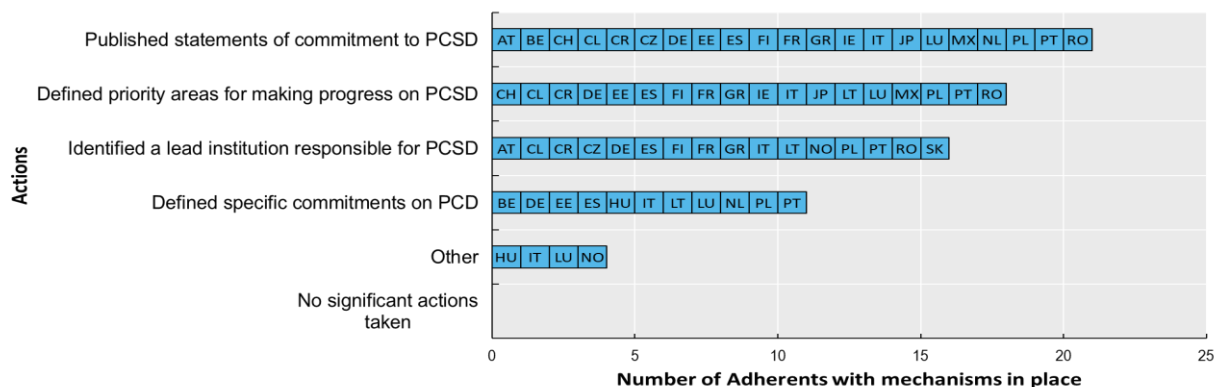 Actions
Published statements of commitment to PCSD
AT BE CH CL CR CZ DE EE ES FI FR GR IE IT JP LU MX NL PL PT RO
Defined priority areas for making progress on PCSD
CH CL CR DE EE ES FI FR GR IE IT JP LT LU MX PL PT RO
Identified a lead institution responsible for PCSD
AT CL CR CZ DE ES FI FR GR IT LT NO PL PT RO SK
Defined specific commitments on PCD
BE DE EE ES HU IT LT LU NL PL PT
Other
HU IT LU NO
No significant actions
taken
0 5 10 15 20 25
Number of Adherents with mechanisms in place